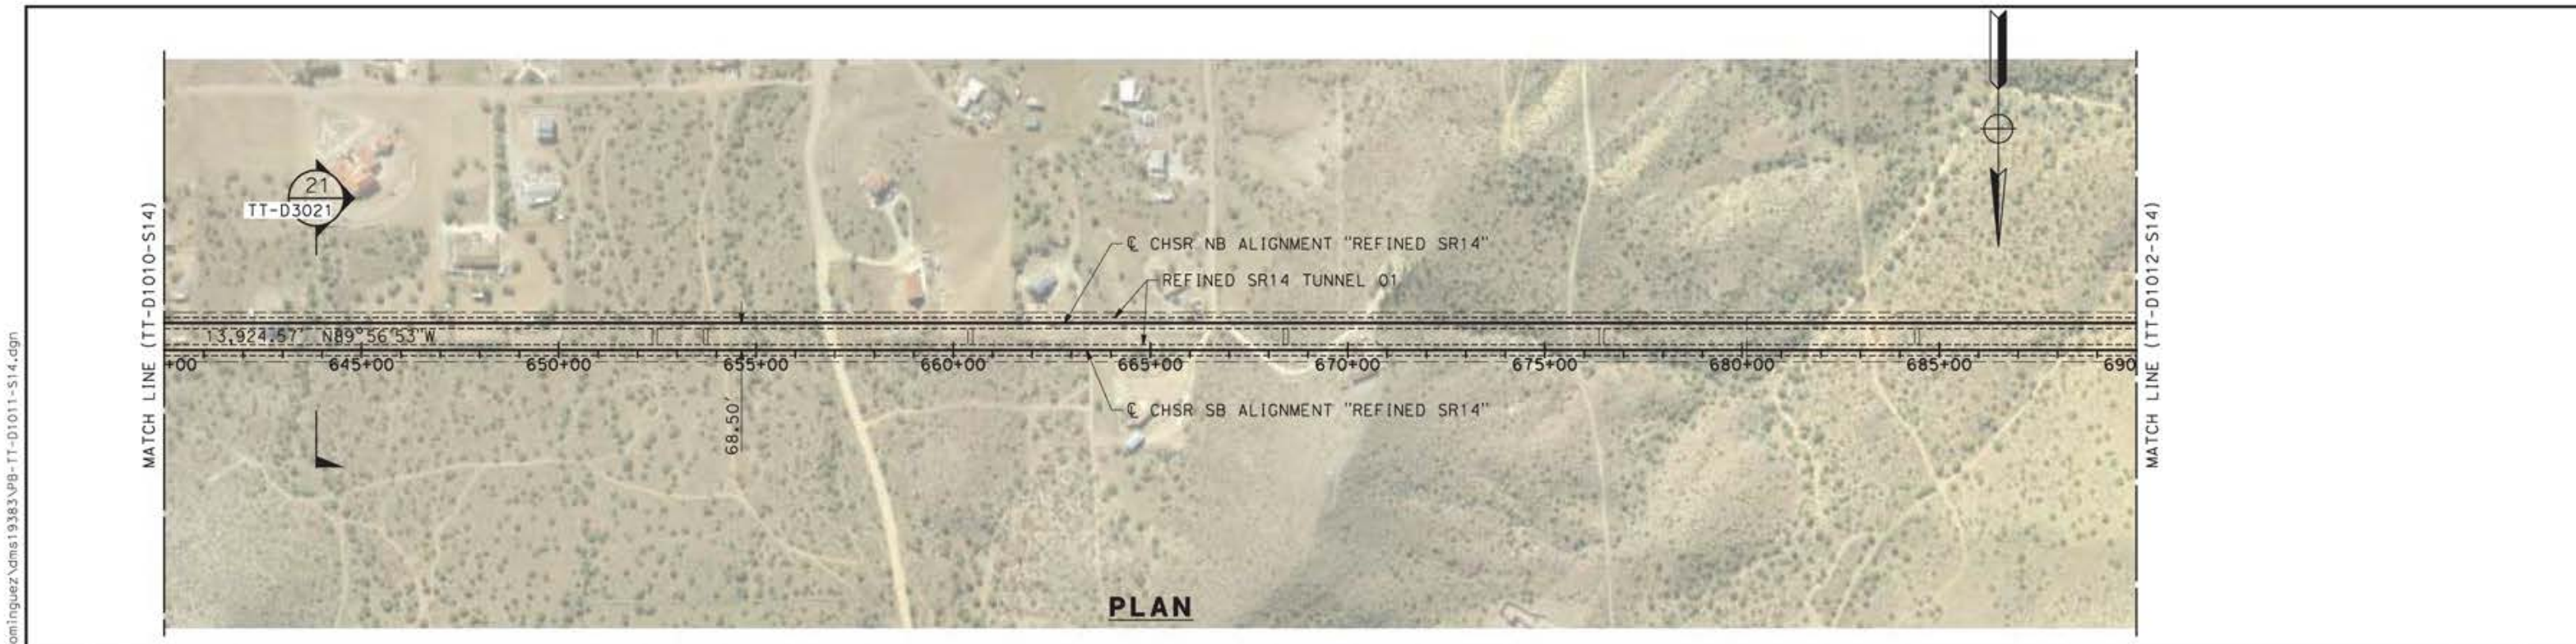 21
TT-D3021
MATCH LINE (TT-D1010-S14)
MATCH LINE (TT-D1012-S14)
℄ CHSR NB ALIGNMENT "REFINED SR14"
REFINED SR14 TUNNEL 01
13,924.57' N89°56'53"W
+00 645+00 650+00 655+00 660+00 665+00 670+00 675+00 680+00 685+00 690
68.50'
℄ CHSR SB ALIGNMENT "REFINED SR14"
PLAN
ominguez\dms19383\PB-TT-D1011-S14.dgn